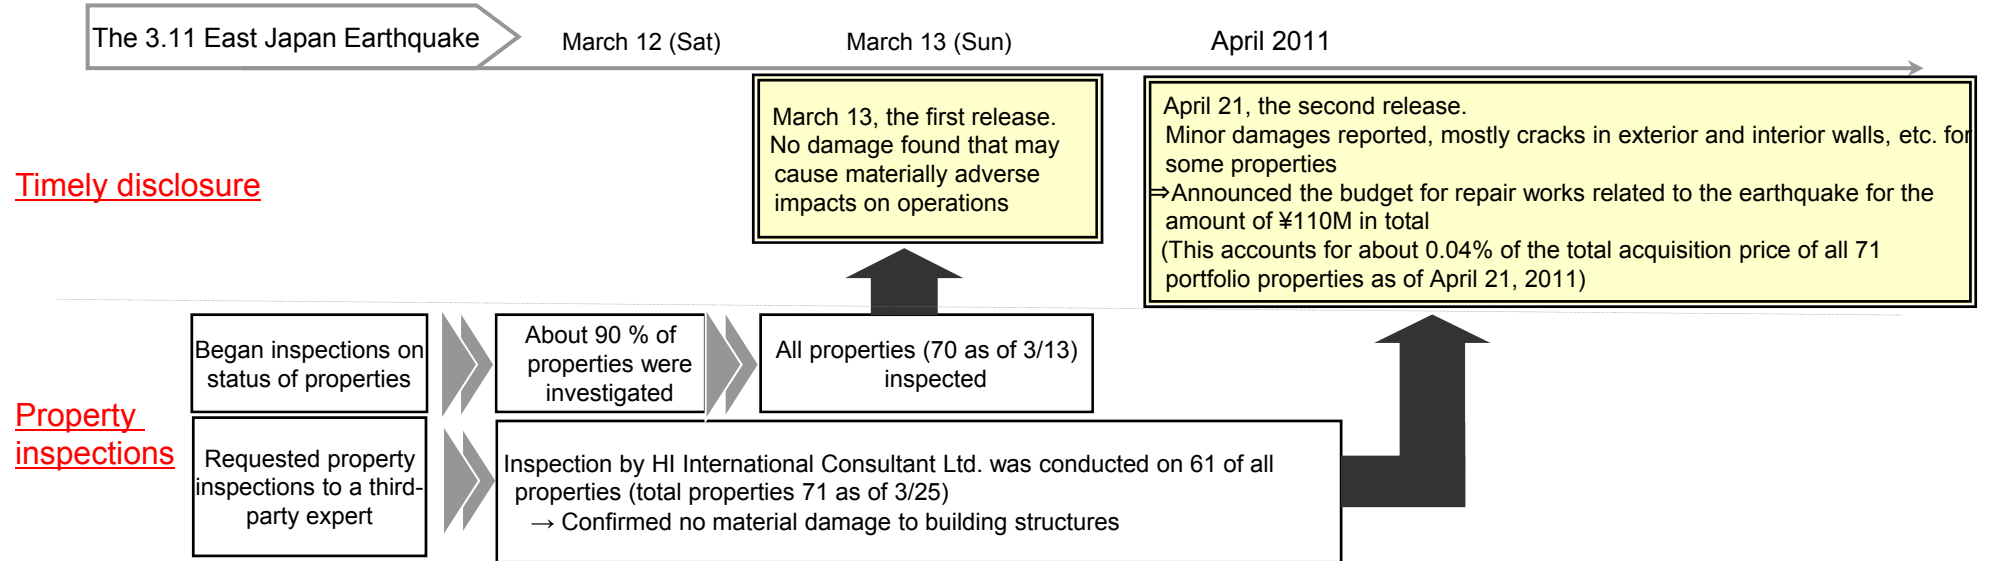 The 3.11 East Japan Earthquake
March 12 (Sat)
March 13 (Sun)
April 2011
Timely disclosure
March 13, the first release.
No damage found that may
cause materially adverse
impacts on operations
April 21, the second release.
Minor damages reported, mostly cracks in exterior and interior walls, etc. for
some properties
⇒Announced the budget for repair works related to the earthquake for the
amount of ¥110M in total
(This accounts for about 0.04% of the total acquisition price of all 71
portfolio properties as of April 21, 2011)
Property
inspections
Began inspections on
status of properties
About 90 % of
properties were
investigated
All properties (70 as of 3/13)
inspected
Requested property
inspections to a third-
party expert
Inspection by HI International Consultant Ltd. was conducted on 61 of all
properties (total properties 71 as of 3/25)
→ Confirmed no material damage to building structures